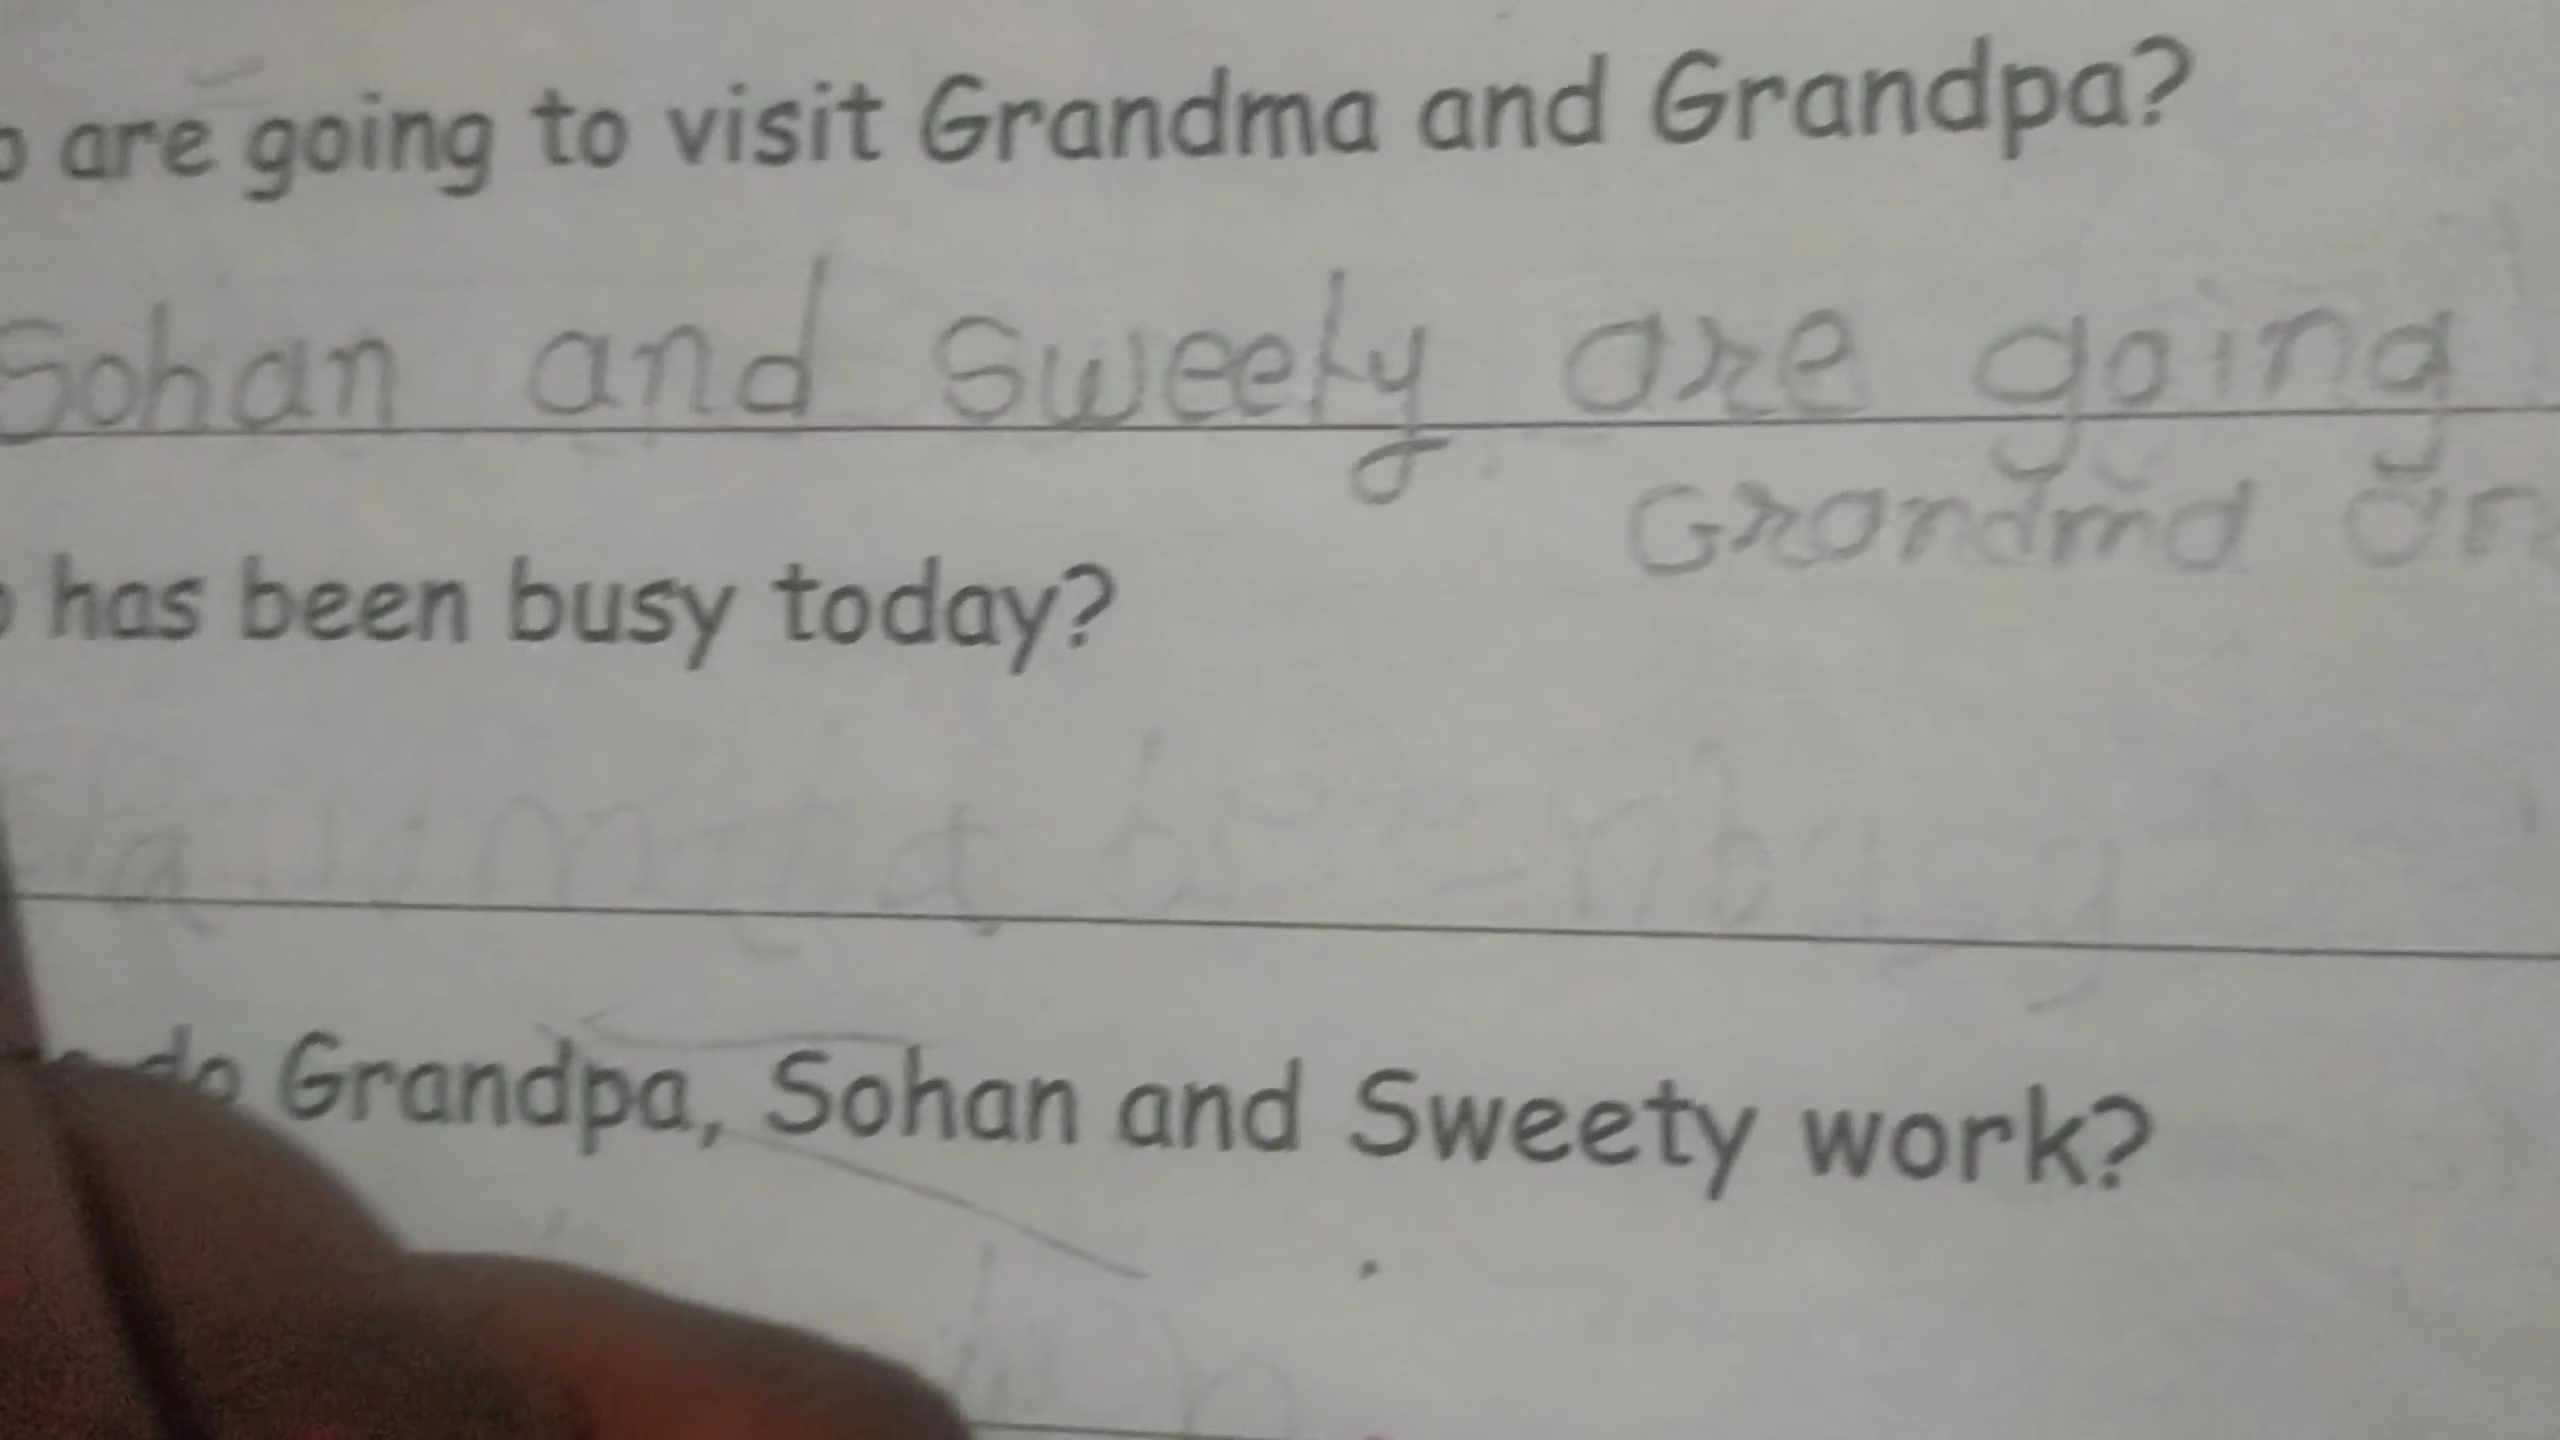 are going to visit Grandma and Grandpa?
Sohan and sweety are going
Grandma
has been busy today?
do Grandpa, Sohan and Sweety work?